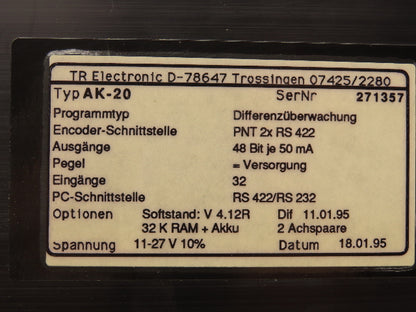 TR Electronic D-78647 Trossingen 07425/2280
Typ AK-20 SerNr 271357
Programmtyp Differenzüberwachung
Encoder-Schnittstelle PNT 2x RS 422
Ausgänge 48 Bit je 50 mA
Pegel = Versorgung
Eingänge 32
PC-Schnittstelle RS 422/RS 232
Optionen Softstand: V 4.12R Dif 11.01.95
32 K RAM + Akku 2 Achspaare
Spannung 11-27 V 10% Datum 18.01.95